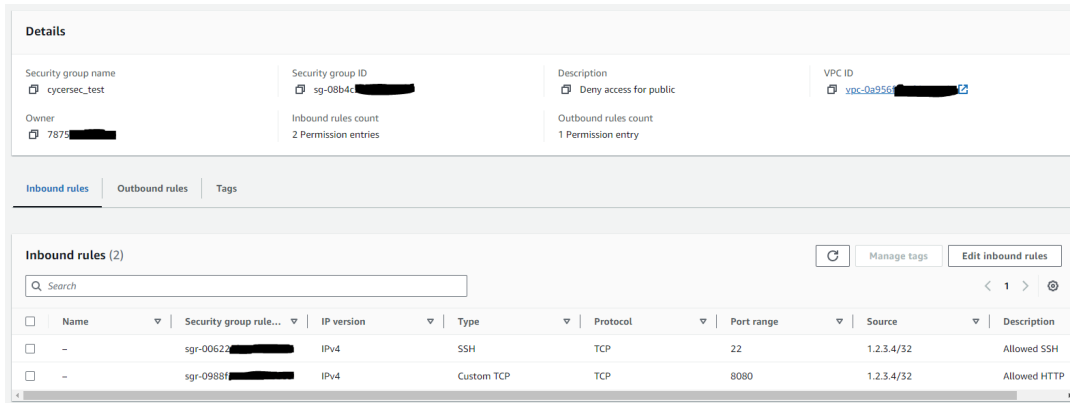 Details
Security group name
cycersec_test
Security group ID
sg-08b4c
Description
Deny access for public
VPC ID
vpc-0a956f
Owner
7875
Inbound rules count
2 Permission entries
Outbound rules count
1 Permission entry
Inbound rules Outbound rules Tags
Inbound rules (2)
Manage tags Edit inbound rules
Search
1
Name Security group rule... IP version Type Protocol Port range Source Description
– sgr-00622 IPv4 SSH TCP 22 1.2.3.4/32 Allowed SSH
– sgr-0988f IPv4 Custom TCP TCP 8080 1.2.3.4/32 Allowed HTTP